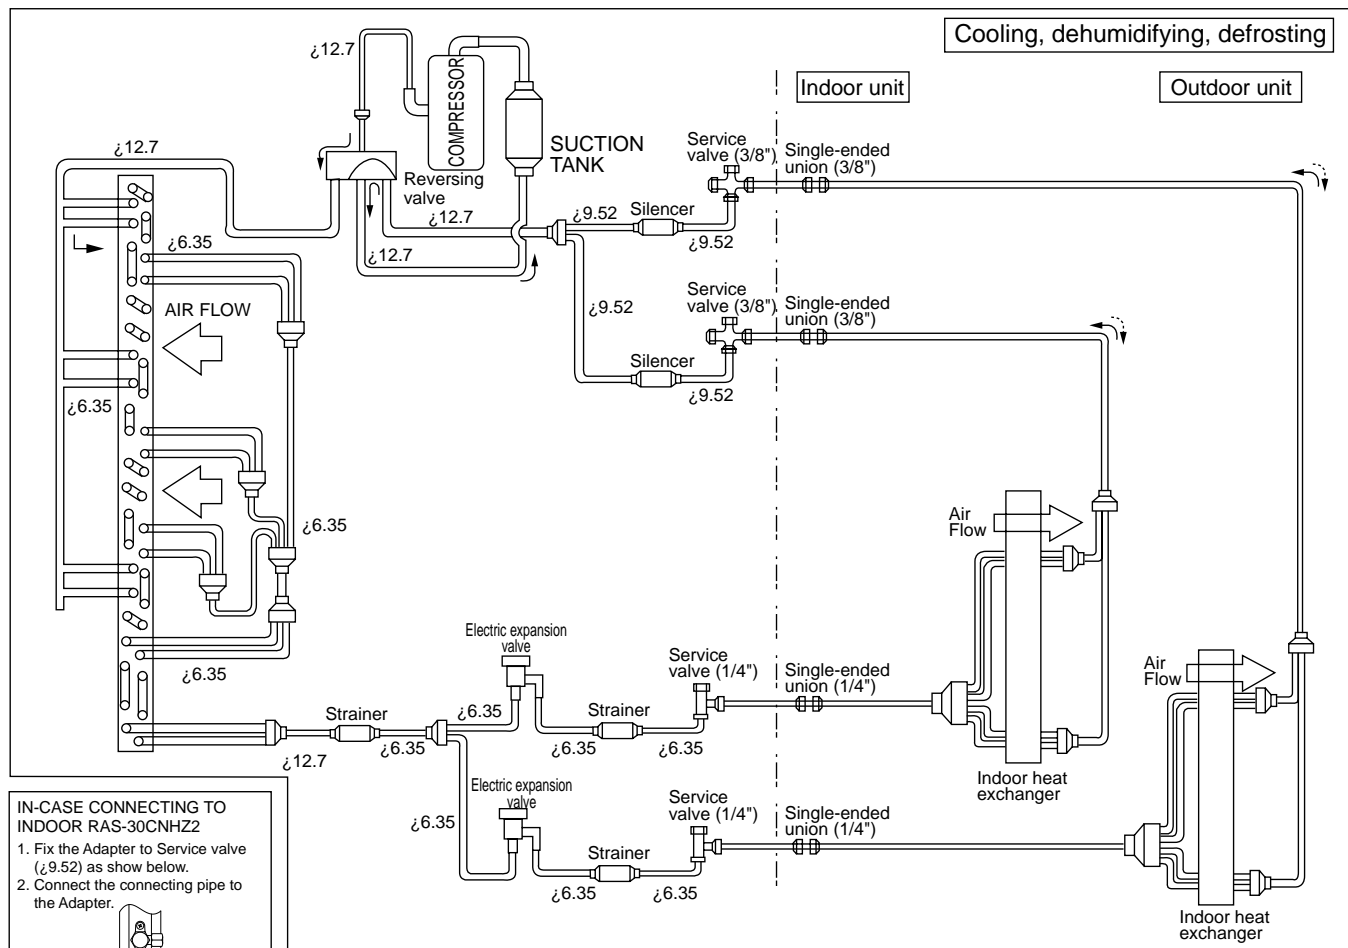 Cooling, dehumidifying, defrosting
Indoor unit
Outdoor unit
¿12.7
COMPRESSOR
SUCTION
TANK
Reversing
valve
¿12.7
¿12.7
¿12.7
¿9.52
Silencer
¿9.52
Service
valve (3/8")
Single-ended
union (3/8")
¿9.52
Service
valve (3/8")
Single-ended
union (3/8")
Silencer
¿9.52
¿6.35
AIR FLOW
¿6.35
¿6.35
¿6.35
Air
Flow
Indoor heat
exchanger
Air
Flow
Indoor heat
exchanger
Electric expansion
valve
Service
valve (1/4")
Single-ended
union (1/4")
Strainer
¿12.7
¿6.35
¿6.35
Strainer
¿6.35
¿6.35
Electric expansion
valve
¿6.35
Service
valve (1/4")
Single-ended
union (1/4")
Strainer
¿6.35
¿6.35
IN-CASE CONNECTING TO
INDOOR RAS-30CNHZ2
1. Fix the Adapter to Service valve
(¿9.52) as show below.
2. Connect the connecting pipe to
the Adapter.